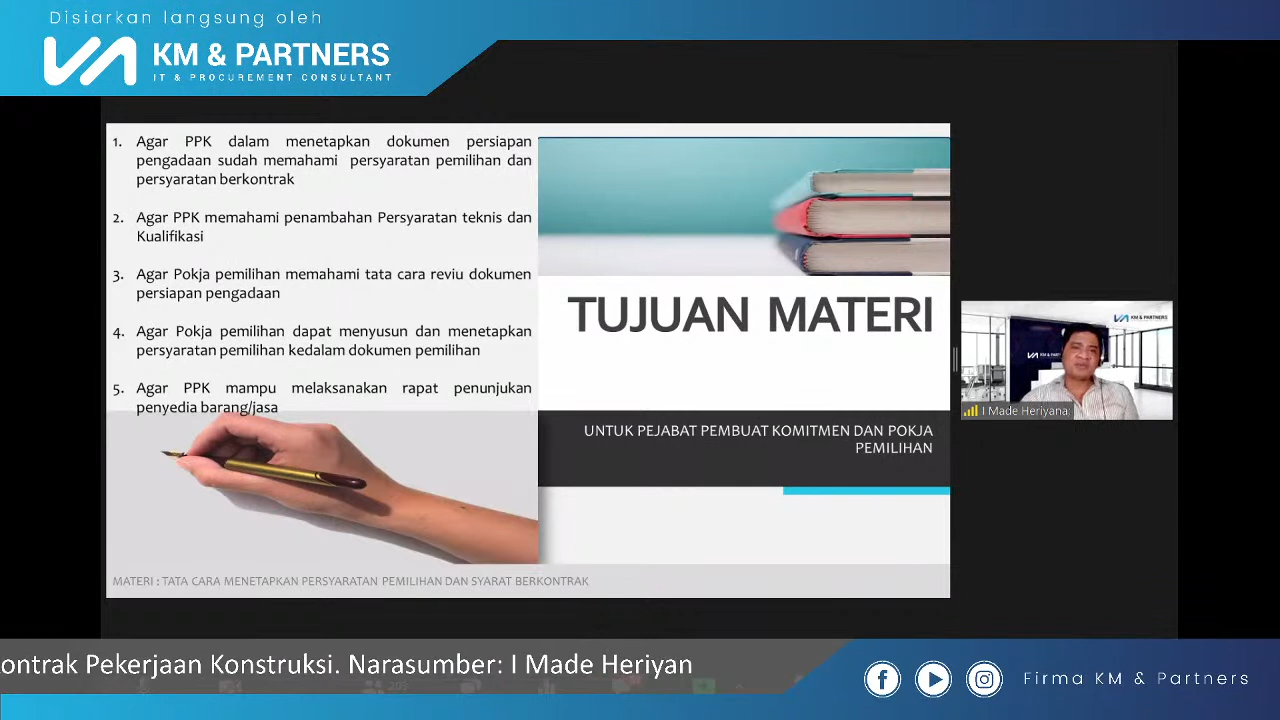 Disiarkan langsung oleh
KM & PARTNERS
IT & PROCUREMENT CONSULTANT
1. Agar PPK dalam menetapkan dokumen persiapan
pengadaan sudah memahami persyaratan pemilihan dan
persyaratan berkontrak
2. Agar PPK memahami penambahan Persyaratan teknis dan
Kualifikasi
3. Agar Pokja pemilihan memahami tata cara reviu dokumen
persiapan pengadaan
4. Agar Pokja pemilihan dapat menyusun dan menetapkan
persyaratan pemilihan kedalam dokumen pemilihan
5. Agar PPK mampu melaksanakan rapat penunjukan
penyedia barang/jasa
TUJUAN MATERI
UNTUK PEJABAT PEMBUAT KOMITMEN DAN POKJA
PEMILIHAN
MATERI : TATA CARA MENETAPKAN PERSYARATAN PEMILIHAN DAN SYARAT BERKONTRAK
KM & PARTNERS
KM & P
I Made Heriyana
ontrak Pekerjaan Konstruksi. Narasumber: I Made Heriyan
Firma KM & Partners